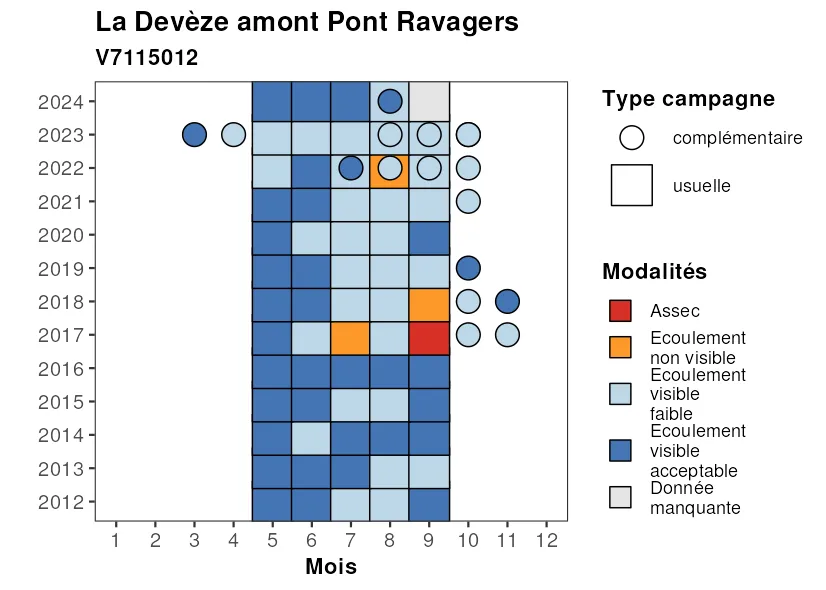 La Devèze amont Pont Ravagers
V7115012
2024
2023
2022
2021
2020
2019
2018
2017
2016
2015
2014
2013
2012
1 2 3 4 5 6 7 8 9 10 11 12
Mois
Type campagne
complémentaire
usuelle
Modalités
Assec
Ecoulement
non visible
Ecoulement
visible
faible
Ecoulement
visible
acceptable
Donnée
manquante